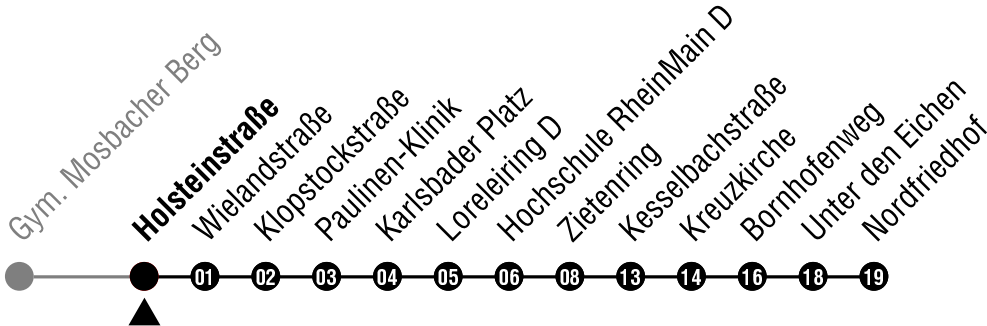 Gym. Mosbacher Berg
Holsteinstraße
Wielandstraße
Klopstockstraße
Paulinen-Klinik
Karlsbader Platz
Loreleiring D
Hochschule RheinMain D
Zietenring
Kesselbachstraße
Kreuzkirche
Bornhofenweg
Unter den Eichen
Nordfriedhof
01 02 03 04 05 06 08 13 14 16 18 19